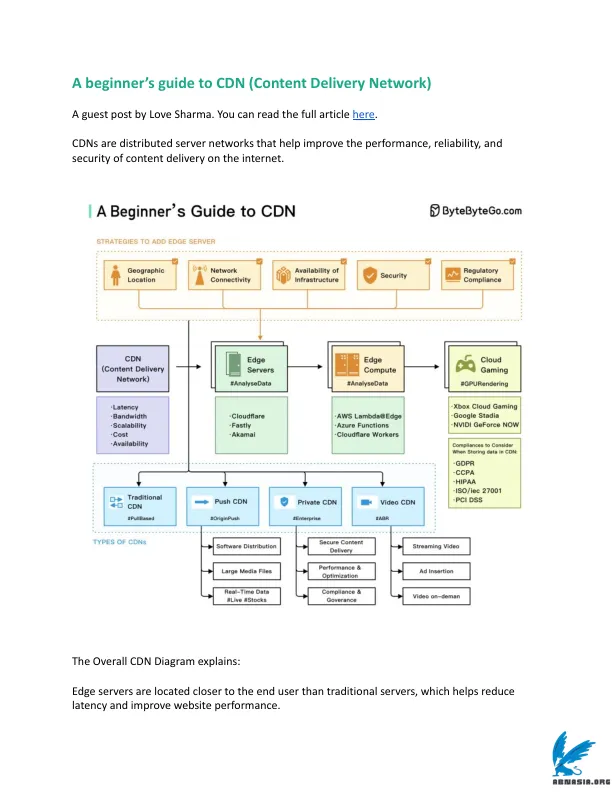 A beginner's guide to CDN (Content Delivery Network)
A guest post by Love Sharma. You can read the full article here.
CDNs are distributed server networks that help improve the performance, reliability, and
security of content delivery on the internet.
A Beginner's Guide to CDN
ByteByteGo.com
STRATEGIES TO ADD EDGE SERVER
Geographic
Location
Network
Connectivity
Availability of
Infrastructure
Security
Regulatory
Compliance
CDN
(Content Delivery
Network)
Edge
Servers
#AnalyseData
Edge
Compute
#AnalyseData
Cloud
Gaming
#GPURendering
·Latency
·Bandwidth
·Scalability
·Cost
·Availability
·Cloudflare
·Fastly
·Akamai
·AWS Lambda@Edge
·Azure Functions
·Cloudflare Workers
·Xbox Cloud Gaming
·Google Stadia
·NVIDI GeForce NOW
Compliances to Consider
When Storing data in CDN:
·GDPR
·CCPA
·HIPAA
·ISO/iec 27001
·PCI DSS
Traditional
CDN
#PullBased
Push CDN
#OriginPush
Private CDN
#Enterprise
Video CDN
#ABR
TYPES OF CDNs
Software Distribution
Large Media Files
Real-Time Data
#Live #Stocks
Secure Content
Delivery
Performance &
Optimization
Compliance &
Goverance
Streaming Video
Ad Insertion
Video on-deman
The Overall CDN Diagram explains:
Edge servers are located closer to the end user than traditional servers, which helps reduce
latency and improve website performance.
ABNASIA.ORG